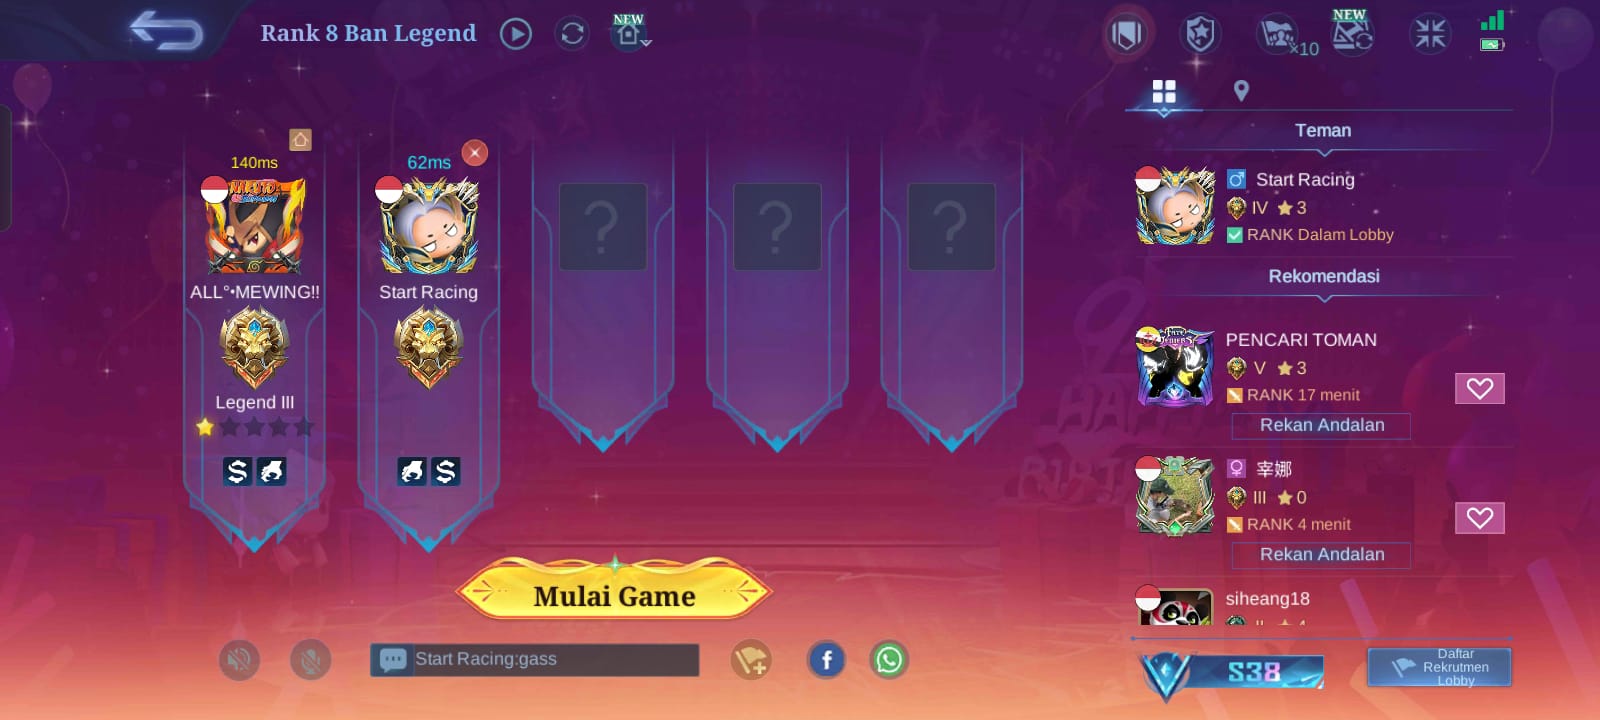 Rank 8 Ban Legend
NEW
×10
NEW
140ms
62ms
ALL°•MEWING!!
Start Racing
Legend III
Mulai Game
Start Racing:gass
Teman
Start Racing
IV 3
RANK Dalam Lobby
Rekomendasi
PENCARI TOMAN
V 3
RANK 17 menit
Rekan Andalan
宰娜
III 0
RANK 4 menit
Rekan Andalan
siheang18
S38
Daftar
Rekrutmen
Lobby